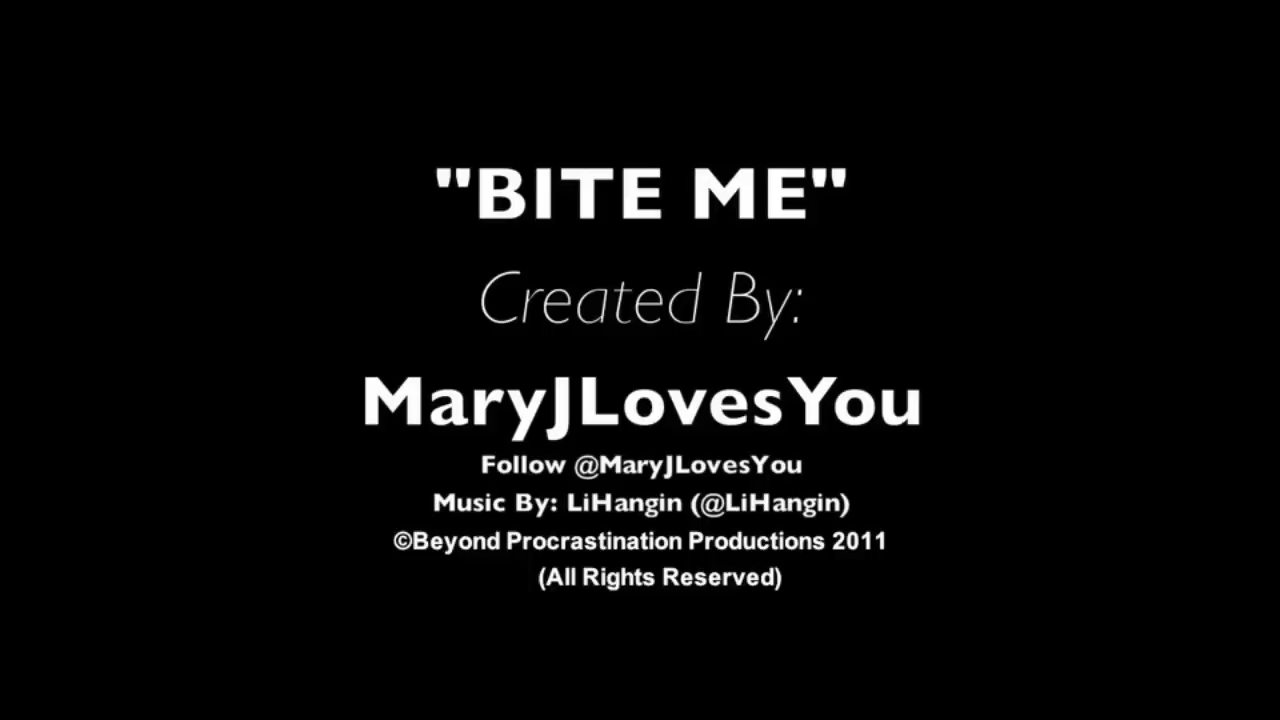 "BITE ME"
Created By:
MaryJLovesYou
Follow @MaryJLovesYou
Music By: LiHangin (@LiHangin)
©Beyond Procrastination Productions 2011
(All Rights Reserved)